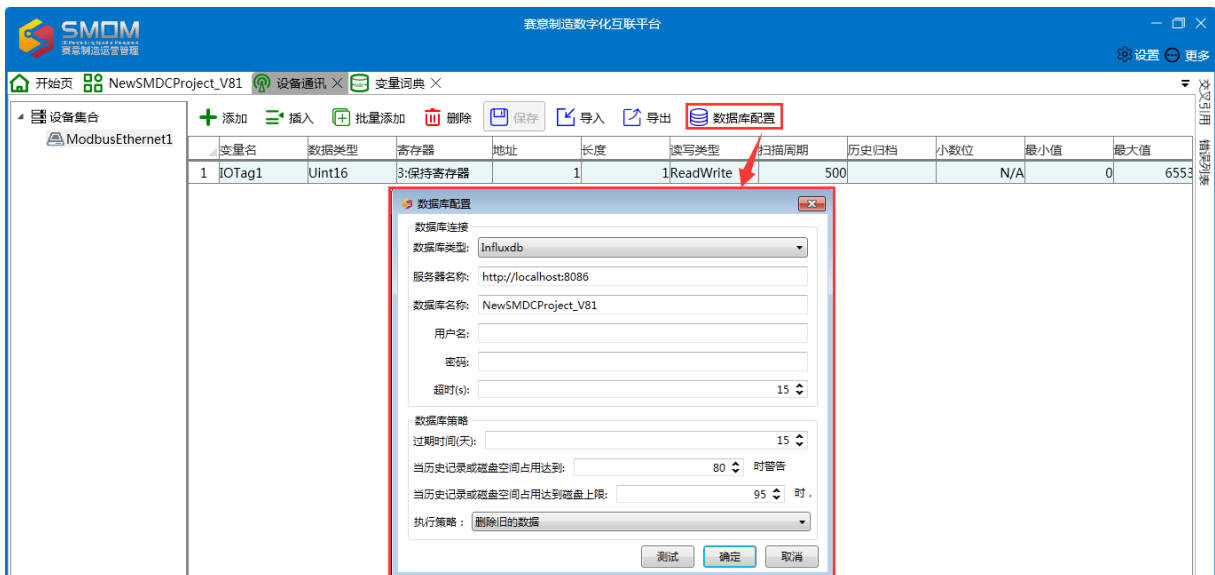 赛意制造数字化互联平台
SMOM
赛意制造运营管理
设置 更多
开始页 NewSMDCProject_V81 设备通讯 变量词典
交叉引用
错误列表
设备集合
ModbusEthernet1
添加 插入 批量添加 删除 保存 导入 导出 数据库配置
变量名 数据类型 寄存器 地址 长度 读写类型 扫描周期 历史归档 小数位 最小值 最大值
1 IOTag1 Uint16 3:保持寄存器 1 1 ReadWrite 500 N/A 0 6553
数据库配置
数据库连接
数据库类型: Influxdb
服务器名称: http://localhost:8086
数据库名称: NewSMDCProject_V81
用户名:
密码:
超时(s): 15
数据库策略
过期时间(天): 15
当历史记录或磁盘空间占用达到: 80 时警告
当历史记录或磁盘空间占用达到磁盘上限: 95 时,
执行策略: 删除旧的数据
测试 确定 取消